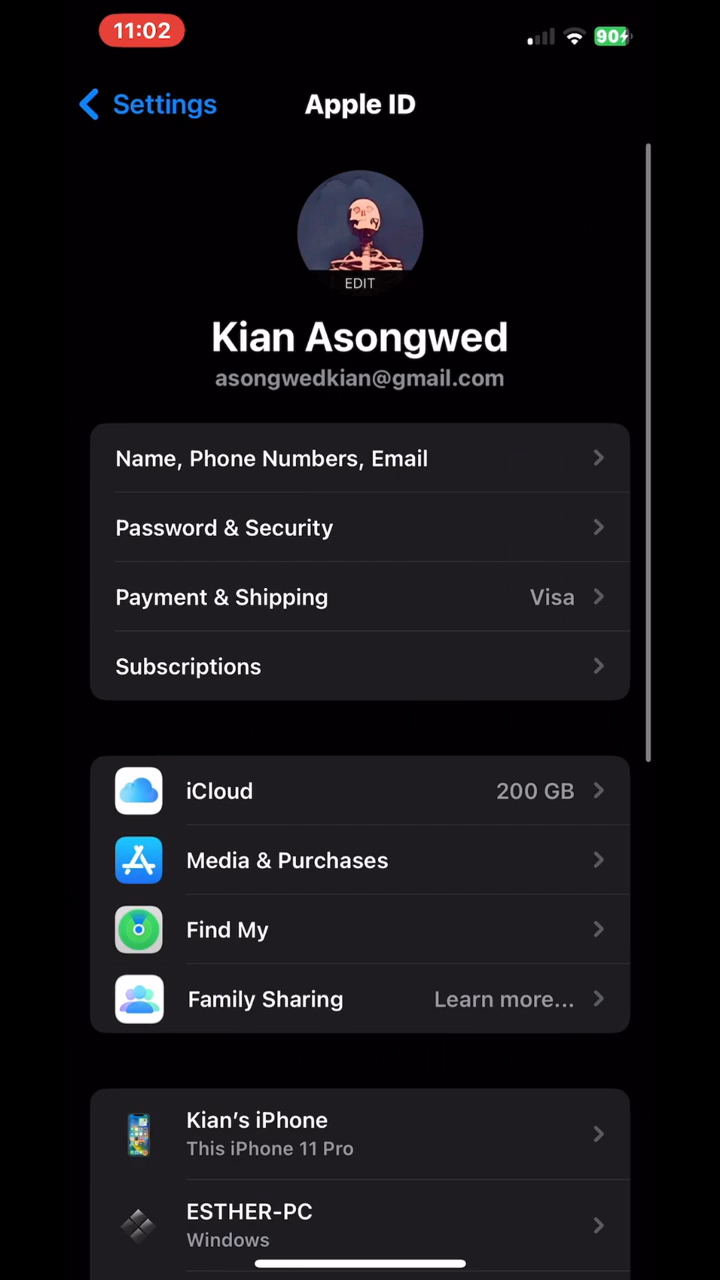 11:02
90
Settings
Apple ID
EDIT
Kian Asongwed
asongwedkian@gmail.com
Name, Phone Numbers, Email
Password & Security
Payment & Shipping Visa
Subscriptions
iCloud 200 GB
Media & Purchases
Find My
Family Sharing Learn more...
Kian’s iPhone
This iPhone 11 Pro
ESTHER-PC
Windows